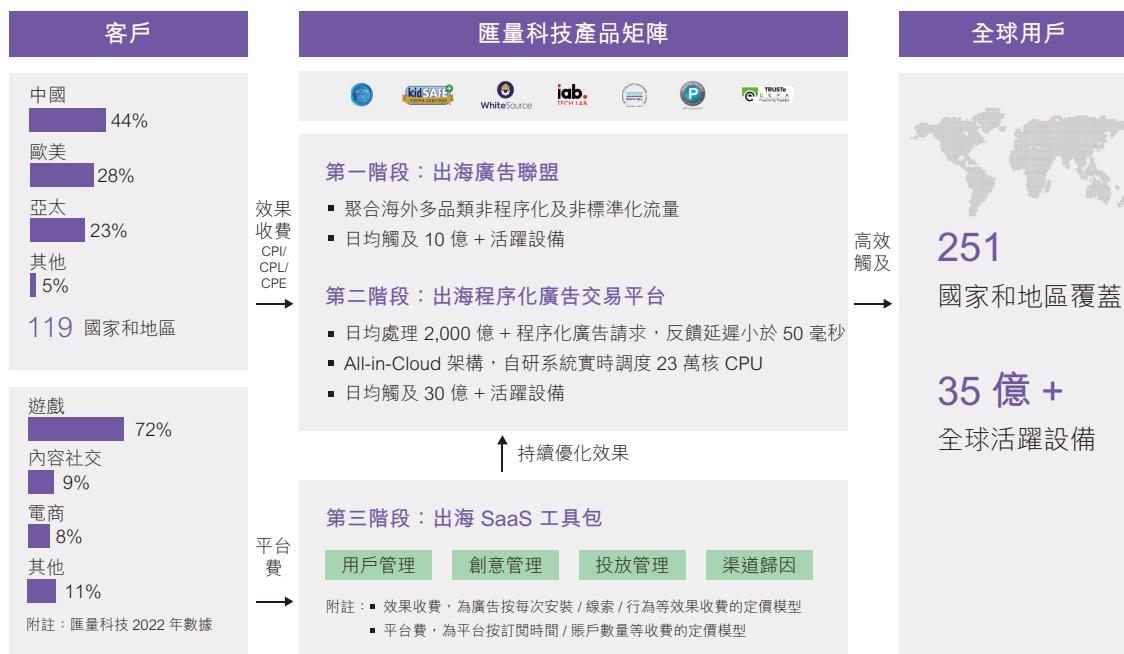 客戶
匯量科技產品矩陣
全球用戶
中國
44%
歐美
28%
亞太
23%
其他
5%
119 國家和地區
遊戲
72%
內容社交
9%
電商
8%
其他
11%
附註：匯量科技 2022 年數據
效果
收費
CPI/
CPL/
CPE
平台
費
kidSAFE
COPPA CERTIFIED
WhiteSource
iab.
TECH LAB
P
TRUSTe
第一階段：出海廣告聯盟
▪ 聚合海外多品類非程序化及非標準化流量
▪ 日均觸及 10 億 + 活躍設備
第二階段：出海程序化廣告交易平台
▪ 日均處理 2,000 億 + 程序化廣告請求，反饋延遲小於 50 毫秒
▪ All-in-Cloud 架構，自研系統實時調度 23 萬核 CPU
▪ 日均觸及 30 億 + 活躍設備
持續優化效果
第三階段：出海 SaaS 工具包
用戶管理
創意管理
投放管理
渠道歸因
附註：▪ 效果收費，為廣告按每次安裝 / 線索 / 行為等效果收費的定價模型
▪ 平台費，為平台按訂閱時間 / 賬戶數量等收費的定價模型
高效
觸及
251
國家和地區覆蓋
35 億 +
全球活躍設備